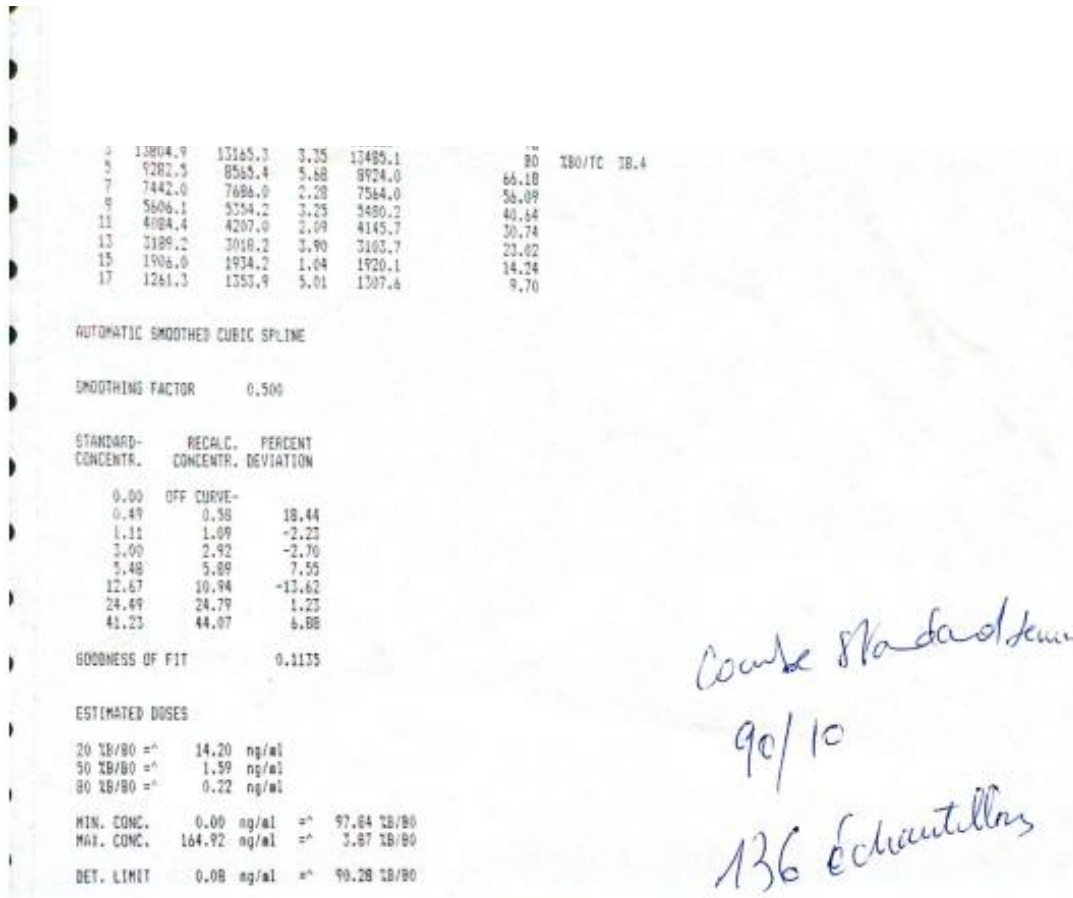 3 13804.9 13165.3 3.35 13485.1 B0 %B0/TC 38.4
5 9282.5 8565.4 5.68 8924.0 66.18
7 7442.0 7686.0 2.28 7564.0 56.09
9 5606.1 5354.2 3.25 5480.2 40.64
11 4084.4 4207.0 2.09 4145.7 30.74
13 3189.2 3018.2 3.90 3103.7 23.02
15 1906.0 1934.2 1.04 1920.1 14.24
17 1261.3 1353.9 5.01 1307.6 9.70
AUTOMATIC SMOOTHED CUBIC SPLINE
SMOOTHING FACTOR 0.500
STANDARD- RECALC. PERCENT
CONCENTR. CONCENTR. DEVIATION
0.00 OFF CURVE-
0.49 0.58 18.44
1.11 1.09 -2.23
3.00 2.92 -2.70
5.48 5.89 7.55
12.67 10.94 -13.62
24.49 24.79 1.23
41.23 44.07 6.88
GOODNESS OF FIT 0.1135
ESTIMATED DOSES
20 %B/B0 =^ 14.20 ng/ml
50 %B/B0 =^ 1.59 ng/ml
80 %B/B0 =^ 0.22 ng/ml
MIN. CONC. 0.00 ng/ml =^ 97.84 %B/B0
MAX. CONC. 164.92 ng/ml =^ 3.87 %B/B0
DET. LIMIT 0.08 ng/ml =^ 90.28 %B/B0
Courbe Standard
90/10
136 échantillons